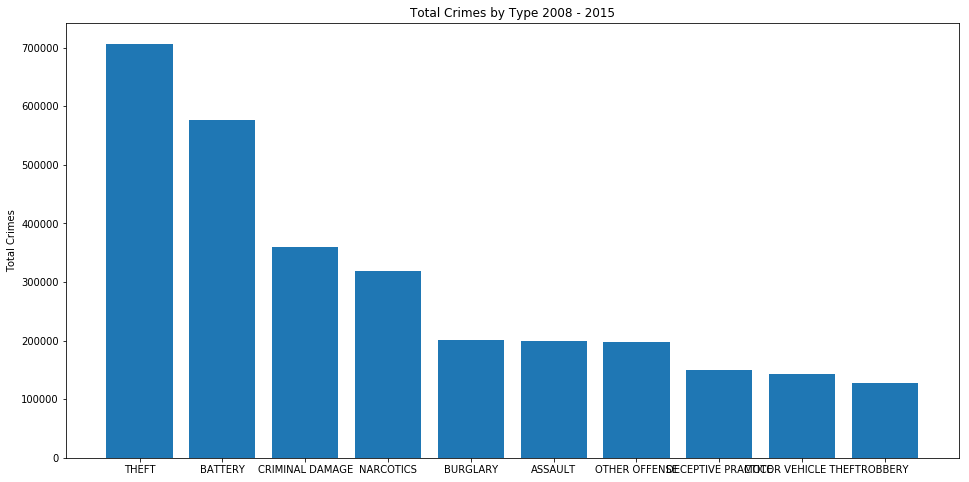 Total Crimes by Type 2008 - 2015
Total Crimes
700000
600000
500000
400000
300000
200000
100000
0
THEFT BATTERY CRIMINAL DAMAGE NARCOTICS BURGLARY ASSAULT OTHER OFFENSE DECEPTIVE PRACTICE MOTOR VEHICLE THEFT ROBBERY